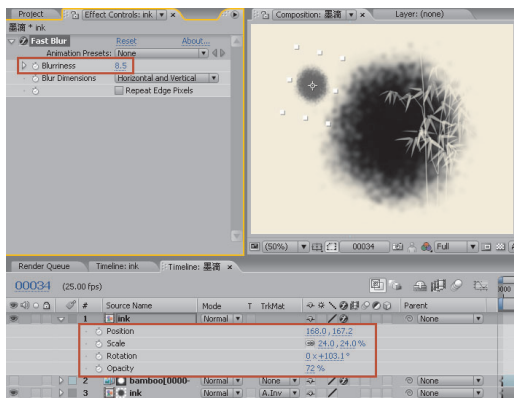 Project
Effect Controls: ink
墨滴 * ink
Fast Blur Reset About...
Animation Presets: None
Blurriness 8.5
Blur Dimensions Horizontal and Vertical
Repeat Edge Pixels
Composition: 墨滴
Layer: (none)
(50%) 00034 Full
Render Queue
Timeline: ink
Timeline: 墨滴
00034 (25.00 fps)
# Source Name Mode T TrkMat Parent
1 ink Normal None
Position 168.0, 167.2
Scale 24.0, 24.0 %
Rotation 0 x +103.1 °
Opacity 72 %
2 bamboo[0000- Normal None None
3 ink Normal A.Inv None